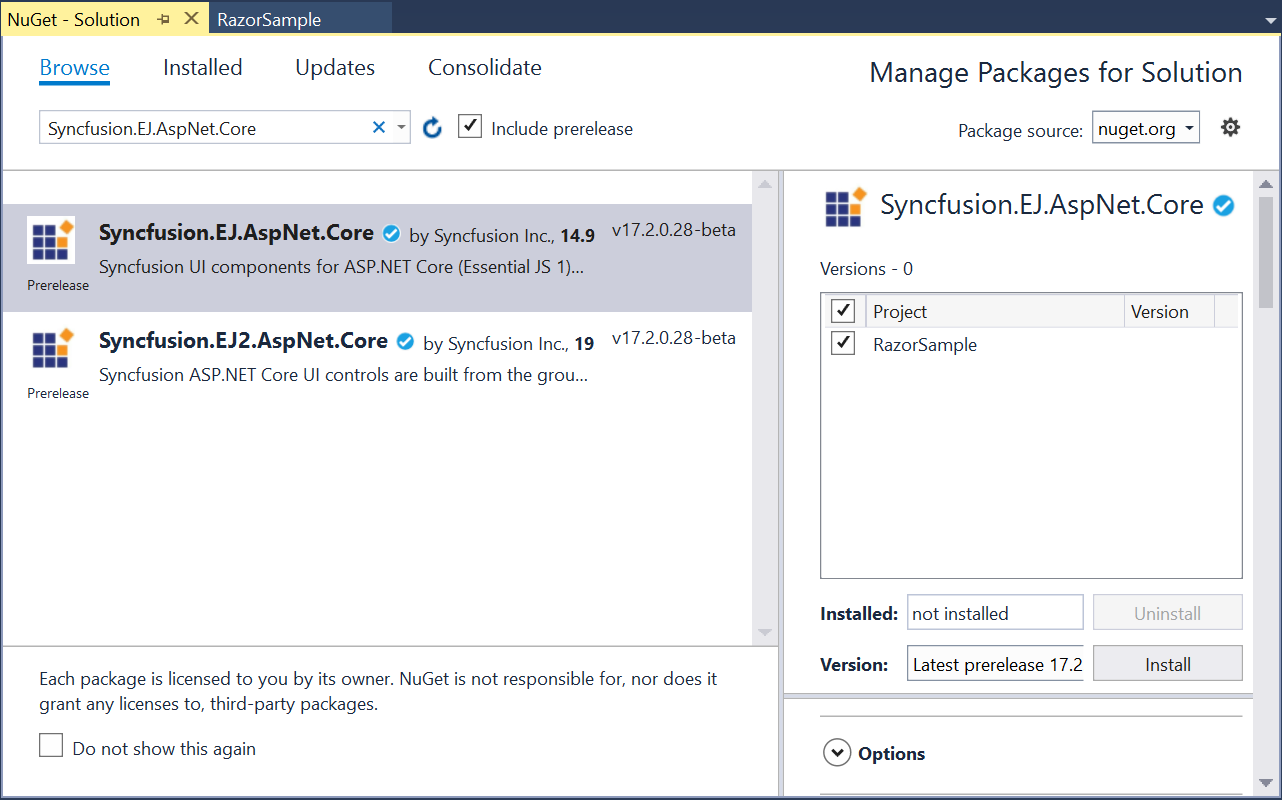 NuGet - Solution
RazorSample
Browse
Installed
Updates
Consolidate
Manage Packages for Solution
Syncfusion.EJ.AspNet.Core
Include prerelease
Package source: nuget.org
Syncfusion.EJ.AspNet.Core by Syncfusion Inc., 14.9
v17.2.0.28-beta
Syncfusion UI components for ASP.NET Core (Essential JS 1)...
Prerelease
Syncfusion.EJ2.AspNet.Core by Syncfusion Inc., 19
v17.2.0.28-beta
Syncfusion ASP.NET Core UI controls are built from the grou...
Prerelease
Each package is licensed to you by its owner. NuGet is not responsible for, nor does it
grant any licenses to, third-party packages.
Do not show this again
Syncfusion.EJ.AspNet.Core
Versions - 0
Project
Version
RazorSample
Installed: not installed
Uninstall
Version: Latest prerelease 17.2
Install
Options